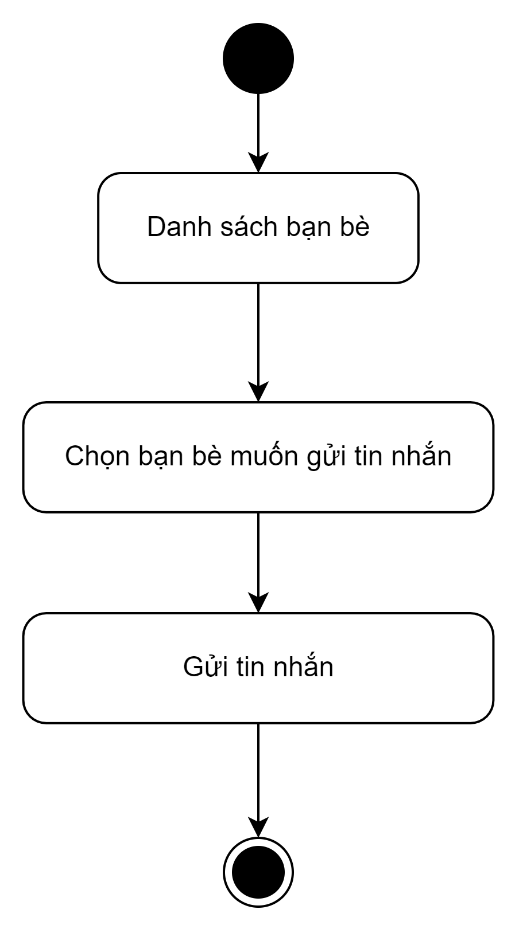 Danh sách bạn bè
Chọn bạn bè muốn gửi tin nhắn
Gửi tin nhắn